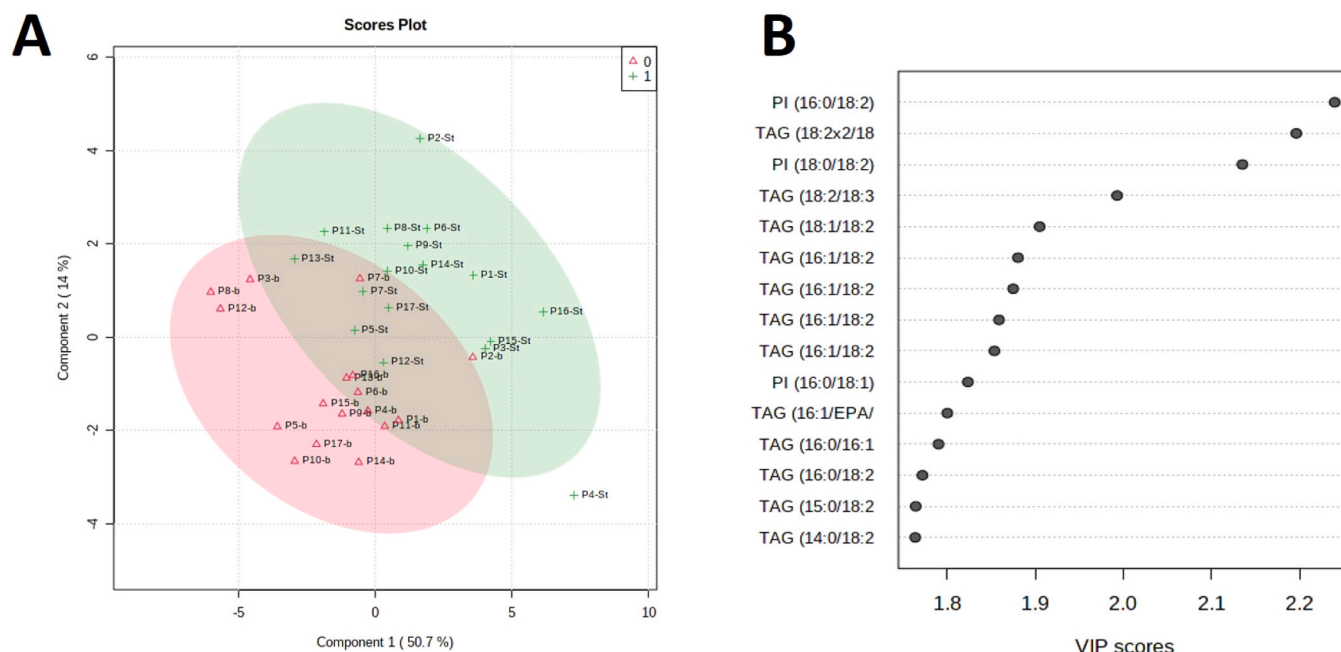 A
Scores Plot
6
4
2
0
-2
-4
-5
0
5
10
Component 2 ( 14 %)
Component 1 ( 50.7 %)
0
1
P2-St
P11-St
P8-St
P6-St
P9-St
P13-St
P10-St
P14-St
P1-St
P3-b
P7-b
P8-b
P7-St
P12-b
P17-St
P16-St
P5-St
P15-St
P3-St
P2-b
P12-St
P16-b
P13-b
P6-b
P15-b
P9-b
P4-b
P1-b
P5-b
P11-b
P17-b
P10-b
P14-b
P4-St
B
PI (16:0/18:2)
TAG (18:2x2/18
PI (18:0/18:2)
TAG (18:2/18:3
TAG (18:1/18:2
TAG (16:1/18:2
TAG (16:1/18:2
TAG (16:1/18:2
TAG (16:1/18:2
PI (16:0/18:1)
TAG (16:1/EPA/
TAG (16:0/16:1
TAG (16:0/18:2
TAG (15:0/18:2
TAG (14:0/18:2
1.8
1.9
2.0
2.1
2.2
VIP scores